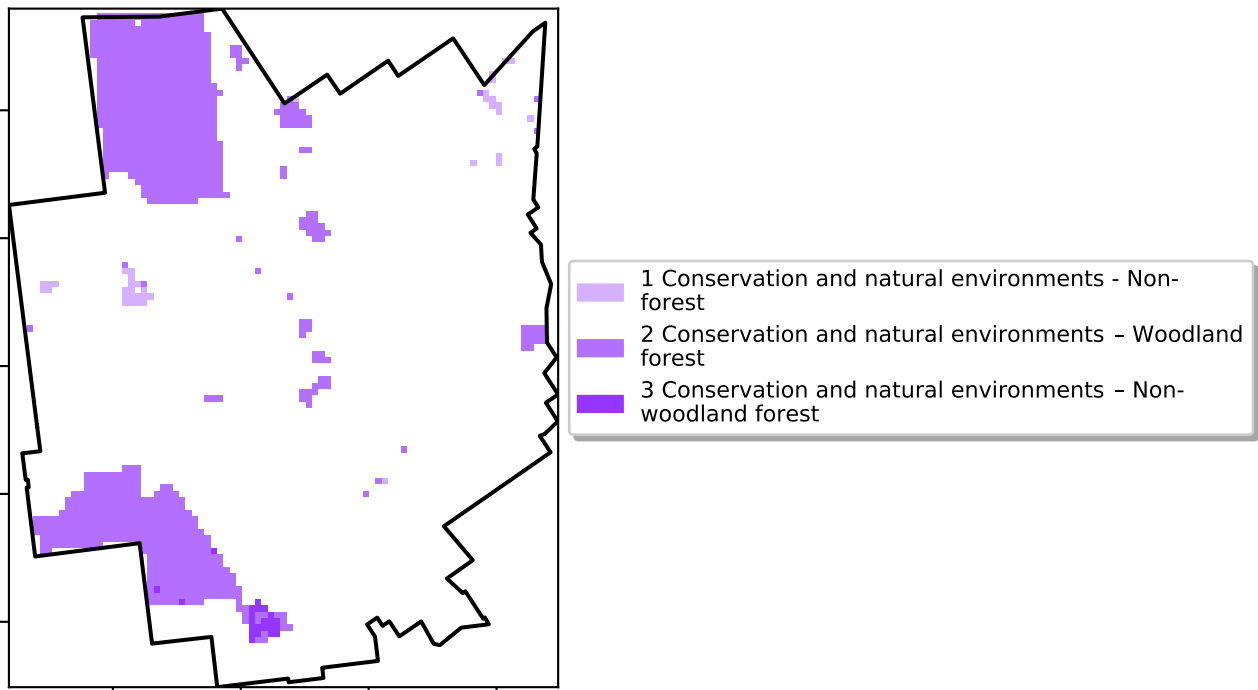 1 Conservation and natural environments - Non-
forest
2 Conservation and natural environments – Woodland
forest
3 Conservation and natural environments – Non-
woodland forest